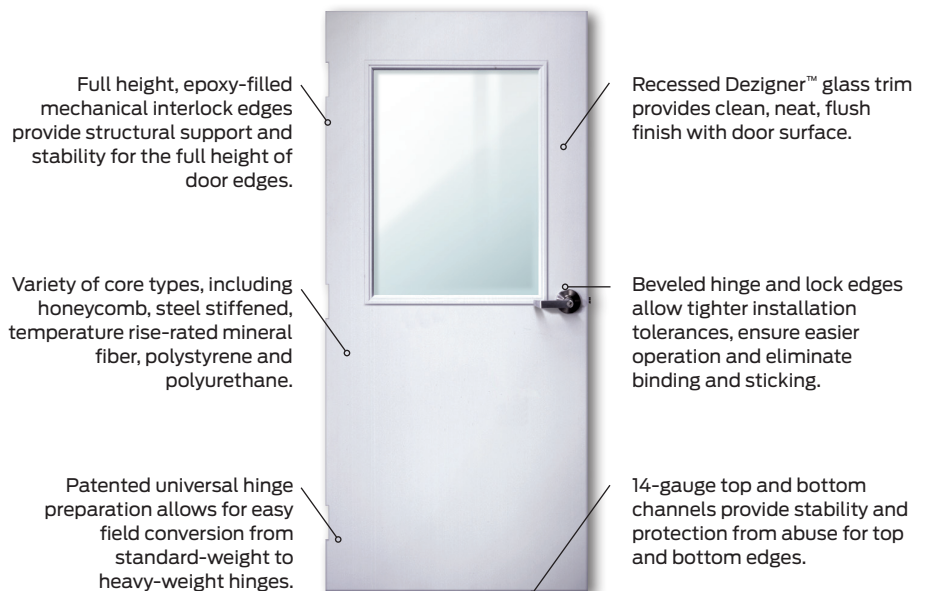 Full height, epoxy-filled
mechanical interlock edges
provide structural support and
stability for the full height of
door edges.
Recessed Dezigner™ glass trim
provides clean, neat, flush
finish with door surface.
Variety of core types, including
honeycomb, steel stiffened,
temperature rise-rated mineral
fiber, polystyrene and
polyurethane.
Beveled hinge and lock edges
allow tighter installation
tolerances, ensure easier
operation and eliminate
binding and sticking.
Patented universal hinge
preparation allows for easy
field conversion from
standard-weight to
heavy-weight hinges.
14-gauge top and bottom
channels provide stability and
protection from abuse for top
and bottom edges.